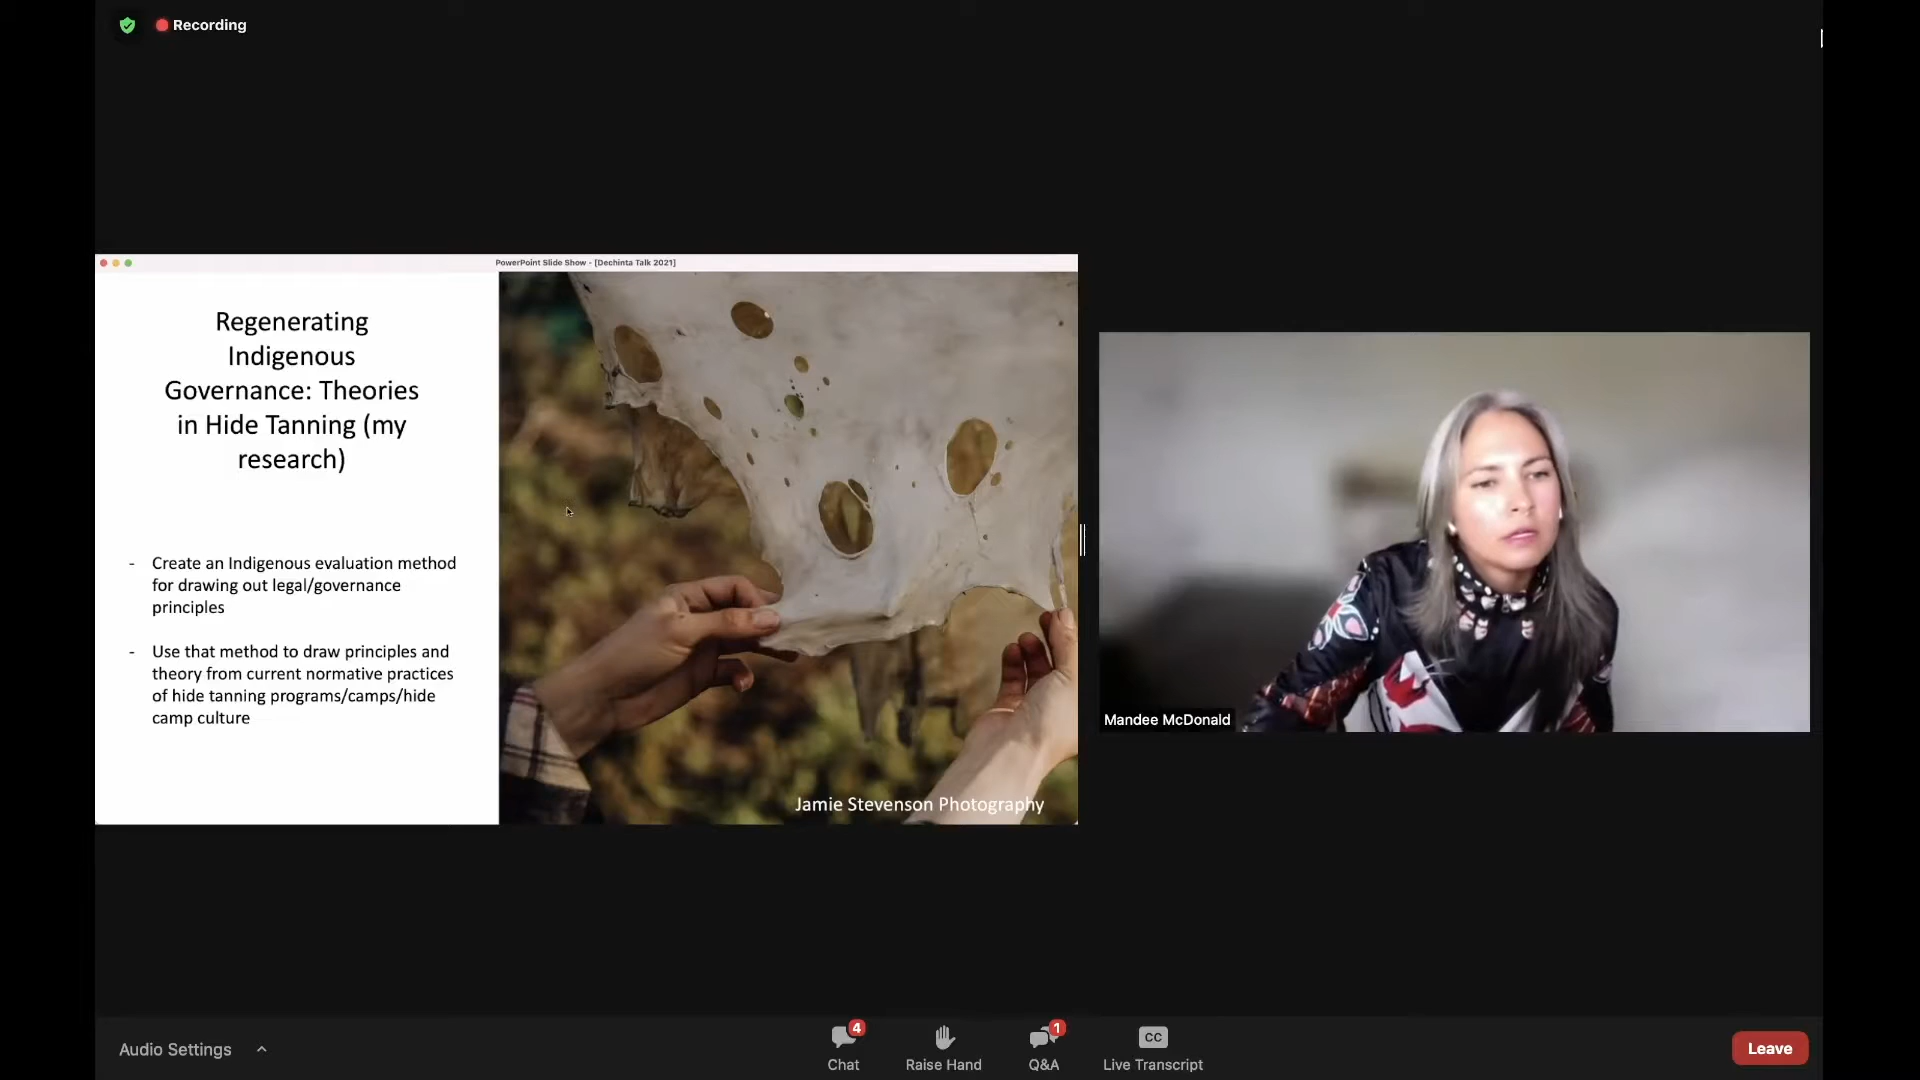 Recording
PowerPoint Slide Show - [Dechinta Talk 2021]
Regenerating
Indigenous
Governance: Theories
in Hide Tanning (my
research)
- Create an Indigenous evaluation method
for drawing out legal/governance
principles
- Use that method to draw principles and
theory from current normative practices
of hide tanning programs/camps/hide
camp culture
Jamie Stevenson Photography
Mandee McDonald
Audio Settings
4
Chat
Raise Hand
1
Q&A
CC
Live Transcript
Leave